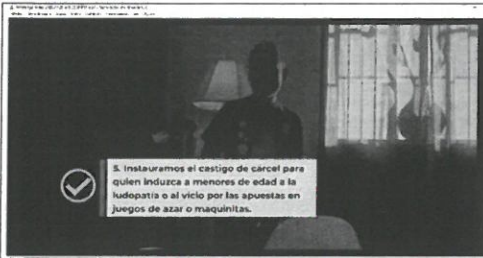 5. Instauramos el castigo de cárcel para
quien induzca a menores de edad a la
ludopatía o al vicio por las apuestas en
juegos de azar o maquinitas.